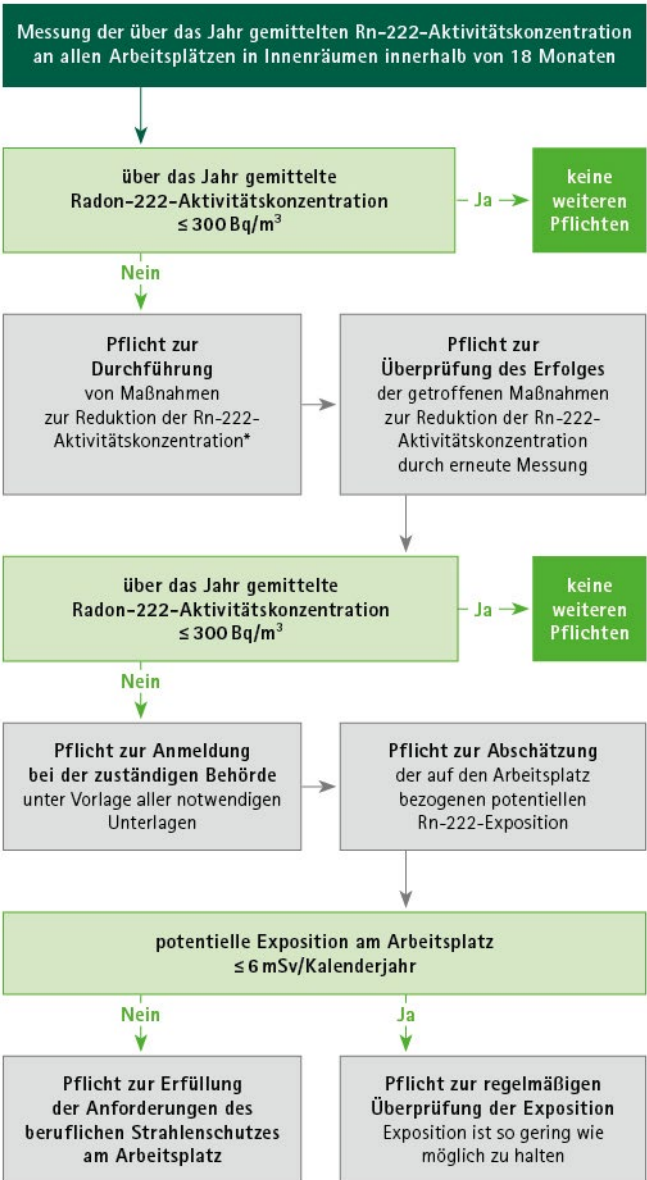 Messung der über das Jahr gemittelten Rn-222-Aktivitätskonzentration
an allen Arbeitsplätzen in Innenräumen innerhalb von 18 Monaten
über das Jahr gemittelte
Radon-222-Aktivitätskonzentration
≤ 300 Bq/m³
Ja
keine
weiteren
Pflichten
Nein
Pflicht zur
Durchführung
von Maßnahmen
zur Reduktion der Rn-222-
Aktivitätskonzentration*
Pflicht zur
Überprüfung des Erfolges
der getroffenen Maßnahmen
zur Reduktion der Rn-222-
Aktivitätskonzentration
durch erneute Messung
über das Jahr gemittelte
Radon-222-Aktivitätskonzentration
≤ 300 Bq/m³
Ja
keine
weiteren
Pflichten
Nein
Pflicht zur Anmeldung
bei der zuständigen Behörde
unter Vorlage aller notwendigen
Unterlagen
Pflicht zur Abschätzung
der auf den Arbeitsplatz
bezogenen potentiellen
Rn-222-Exposition
potentielle Exposition am Arbeitsplatz
≤ 6 mSv/Kalenderjahr
Nein
Ja
Pflicht zur Erfüllung
der Anforderungen des
beruflichen Strahlenschutzes
am Arbeitsplatz
Pflicht zur regelmäßigen
Überprüfung der Exposition
Exposition ist so gering wie
möglich zu halten